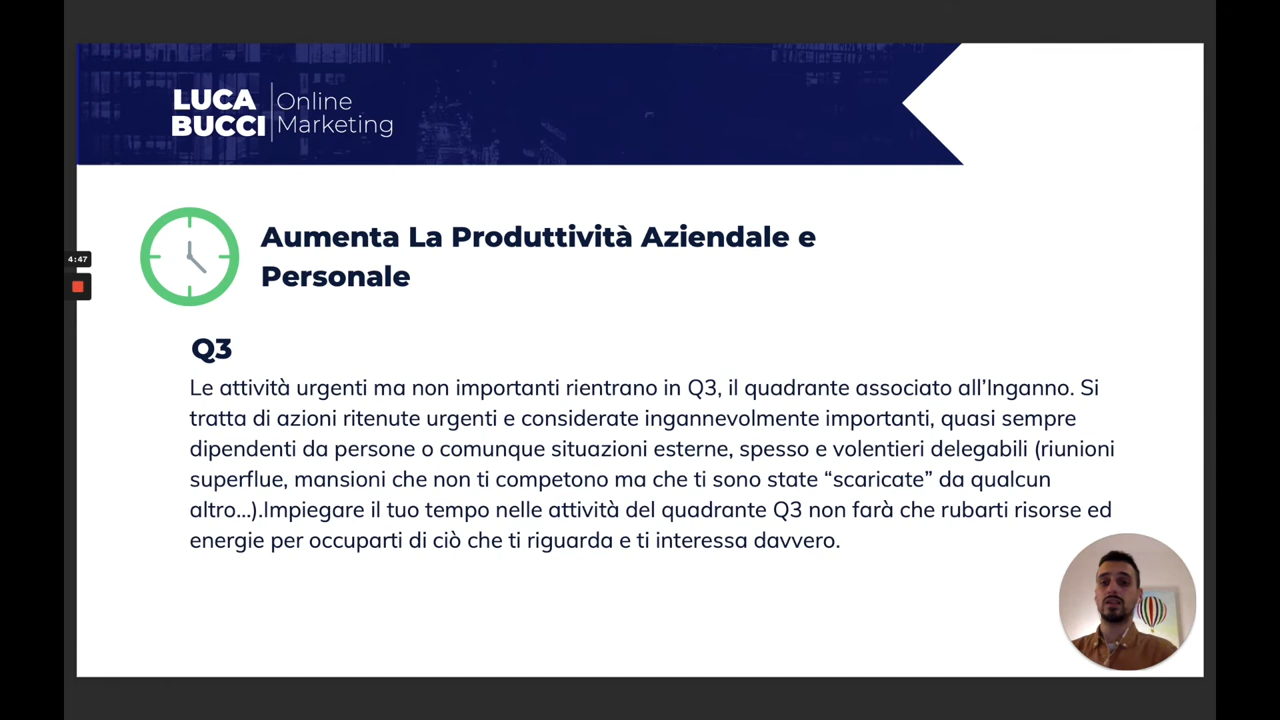 LUCA
BUCCI
Online
Marketing
Aumenta La Produttività Aziendale e
Personale
4:47
Q3
Le attività urgenti ma non importanti rientrano in Q3, il quadrante associato all’Inganno. Si
tratta di azioni ritenute urgenti e considerate ingannevolmente importanti, quasi sempre
dipendenti da persone o comunque situazioni esterne, spesso e volentieri delegabili (riunioni
superflue, mansioni che non ti competono ma che ti sono state “scaricate” da qualcun
altro...).Impiegare il tuo tempo nelle attività del quadrante Q3 non farà che rubarti risorse ed
energie per occuparti di ciò che ti riguarda e ti interessa davvero.